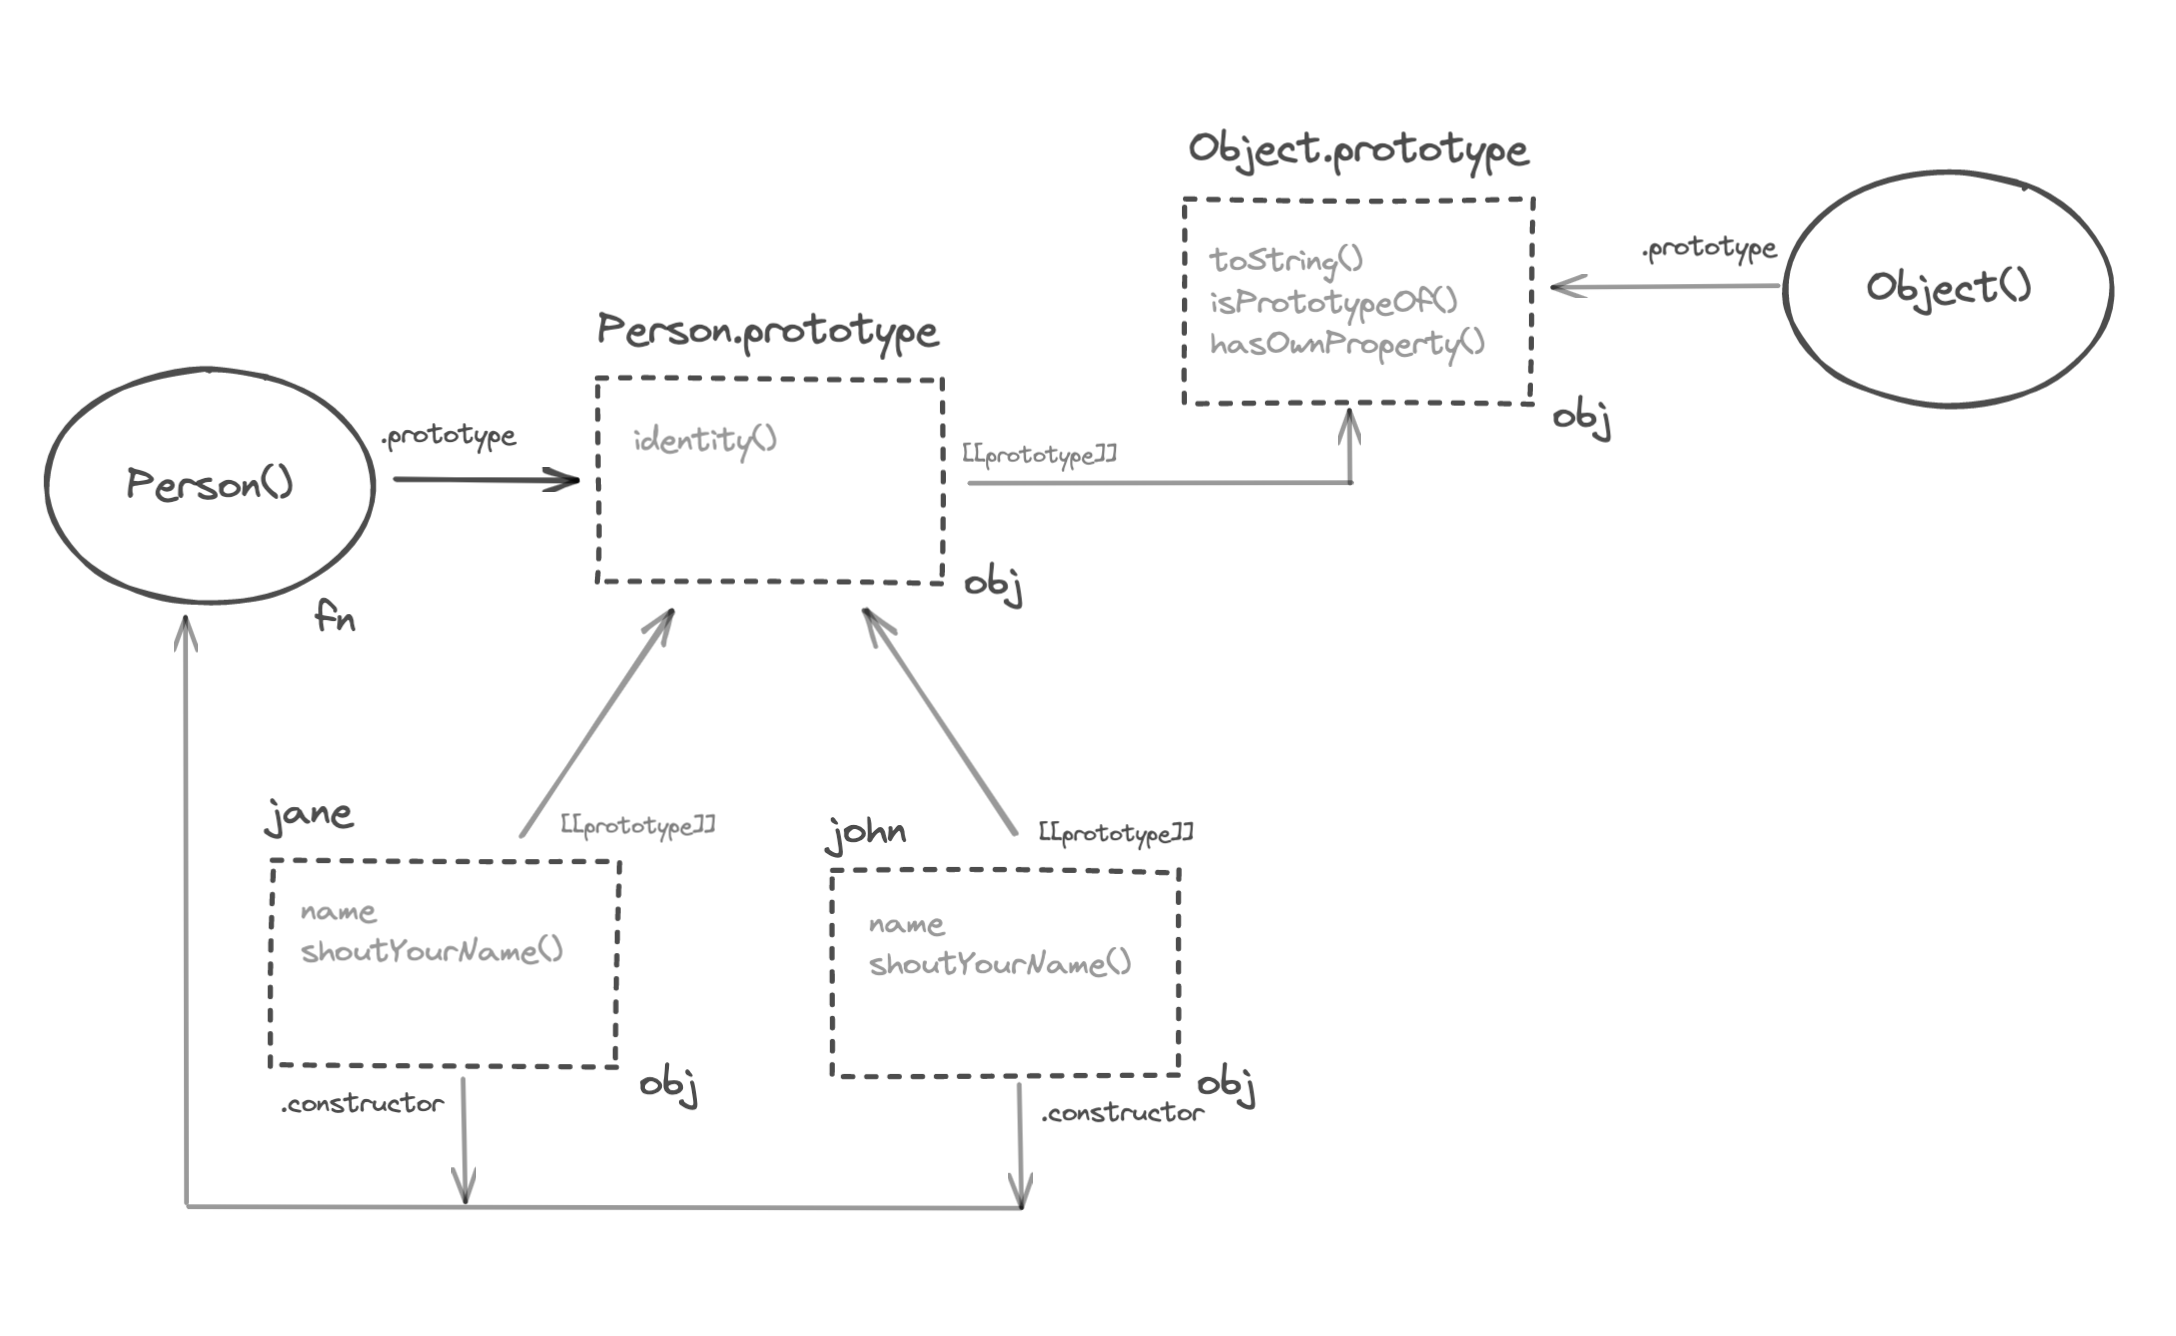 Object.prototype
toString()
isPrototypeOf()
hasOwnProperty()
obj
.prototype
Object()
Person.prototype
identity()
obj
[[prototype]]
.prototype
Person()
fn
jane
[[prototype]]
name
shoutYourName()
obj
.constructor
john
[[prototype]]
name
shoutYourName()
obj
.constructor